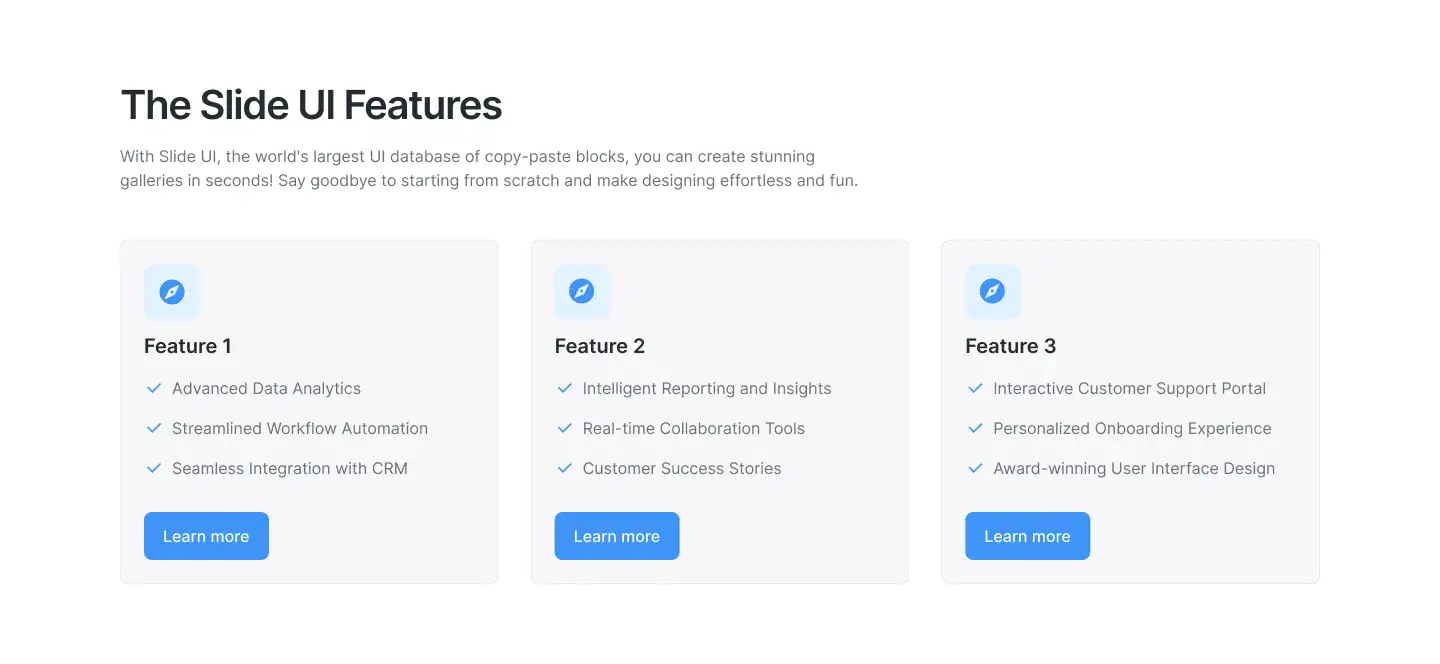 The Slide UI Features
With Slide UI, the world's largest UI database of copy-paste blocks, you can create stunning
galleries in seconds! Say goodbye to starting from scratch and make designing effortless and fun.
Feature 1
Advanced Data Analytics
Streamlined Workflow Automation
Seamless Integration with CRM
Learn more
Feature 2
Intelligent Reporting and Insights
Real-time Collaboration Tools
Customer Success Stories
Learn more
Feature 3
Interactive Customer Support Portal
Personalized Onboarding Experience
Award-winning User Interface Design
Learn more